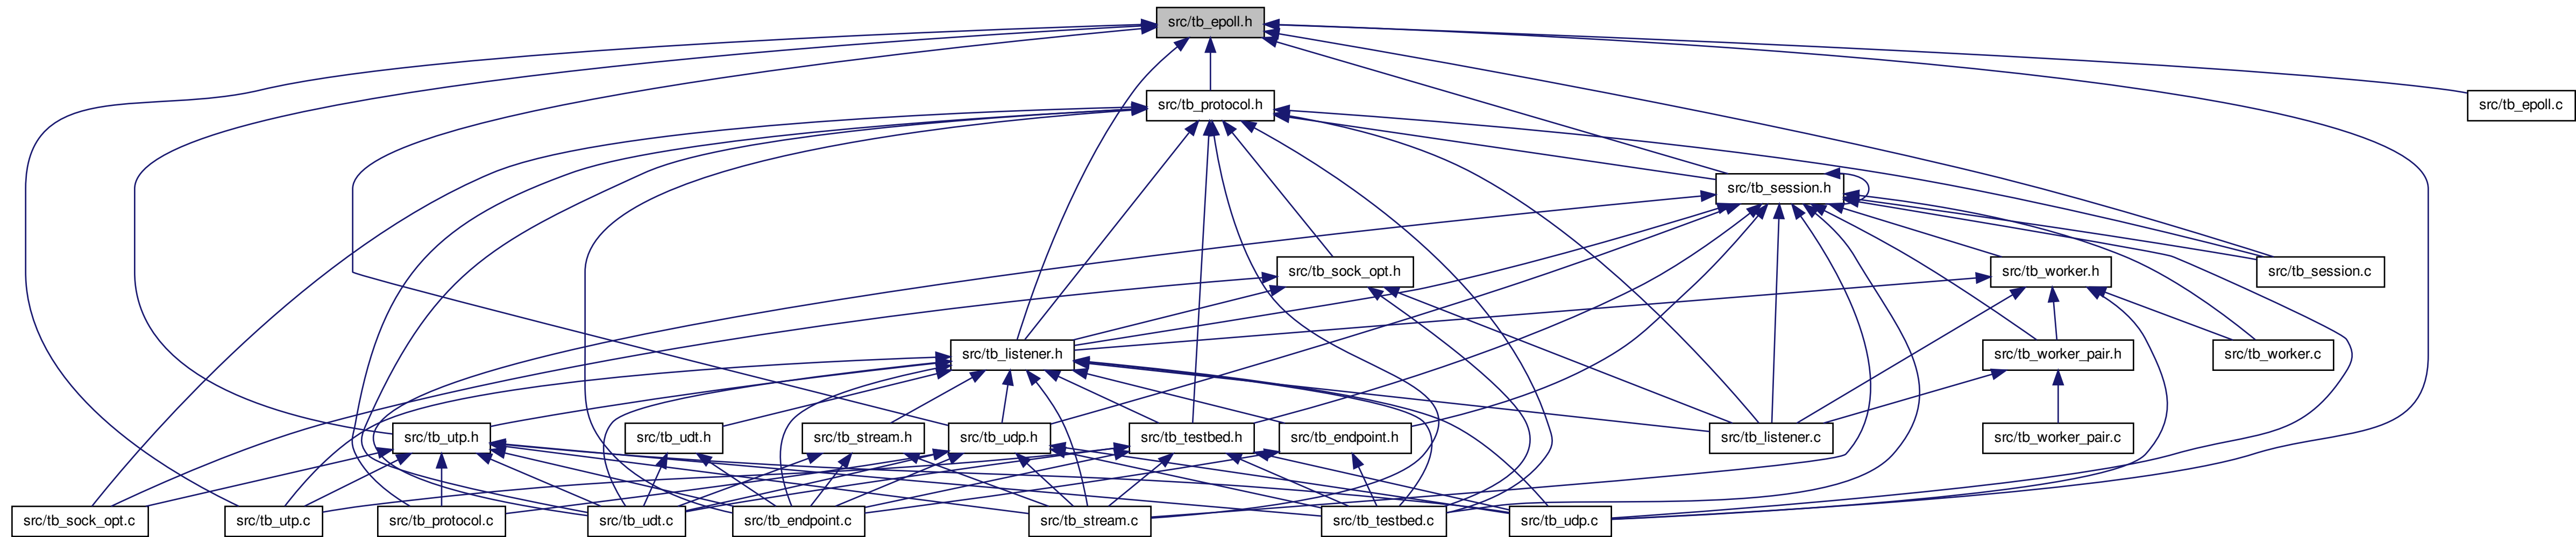 src/tb_epoll.h
src/tb_protocol.h
src/tb_epoll.c
src/tb_session.h
src/tb_sock_opt.h
src/tb_worker.h
src/tb_session.c
src/tb_listener.h
src/tb_worker_pair.h
src/tb_worker.c
src/tb_utp.h
src/tb_udt.h
src/tb_stream.h
src/tb_udp.h
src/tb_testbed.h
src/tb_endpoint.h
src/tb_listener.c
src/tb_worker_pair.c
src/tb_sock_opt.c
src/tb_utp.c
src/tb_protocol.c
src/tb_udt.c
src/tb_endpoint.c
src/tb_stream.c
src/tb_testbed.c
src/tb_udp.c